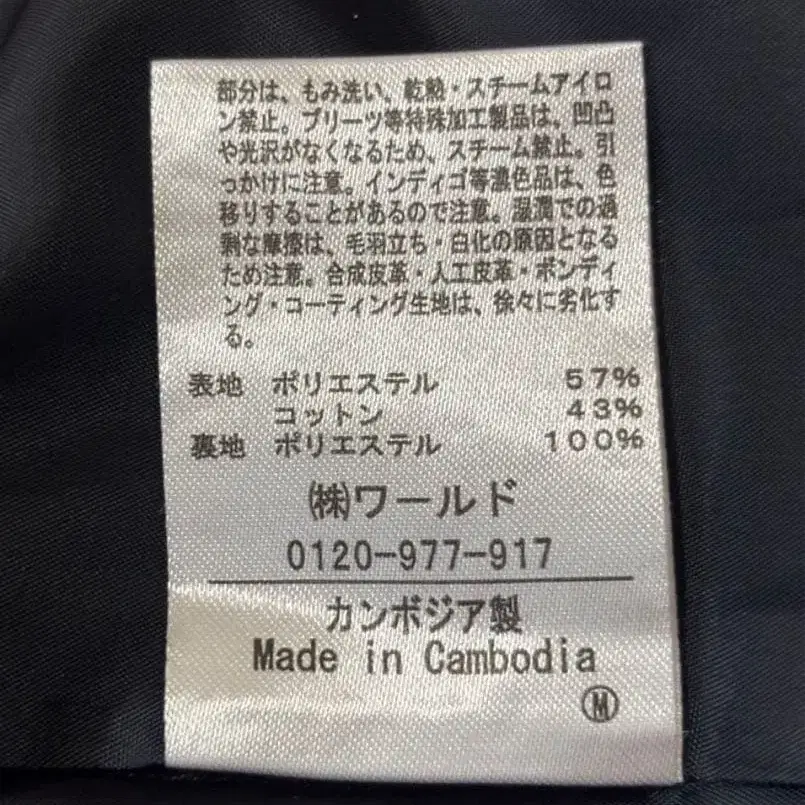 部分は、もみ洗い、乾熱・スチームアイロ
ン禁止。プリーツ等特殊加工製品は、凹凸
や光沢がなくなるため、スチーム禁止。引
っかけに注意。インディゴ等濃色品は、色
移りすることがあるので注意。湿潤での過
剰な摩擦は、毛羽立ち・白化の原因となる
ため注意。合成皮革・人工皮革・ボンディ
ング・コーティング生地は、徐々に劣化す
る。
表地 ポリエステル 57%
コットン 43%
裏地 ポリエステル 100%
㈱ワールド
0120-977-917
カンボジア製
Made in Cambodia
Ⓜ